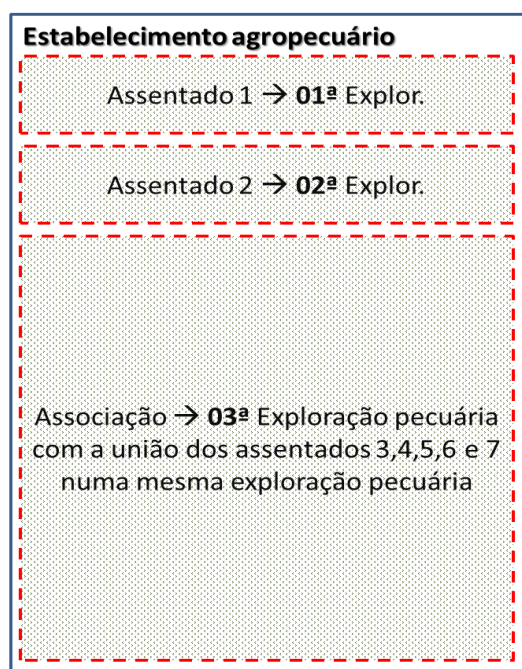 Estabelecimento agropecuário
Assentado 1 → 01ª Explor.
Assentado 2 → 02ª Explor.
Associação → 03ª Exploração pecuária
com a união dos assentados 3,4,5,6 e 7
numa mesma exploração pecuária